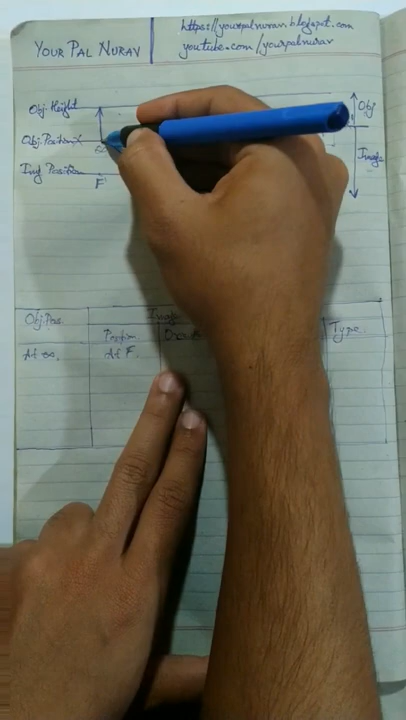 YOUR PAL NURAV
https://yourpalnurav.blogspot.com
youtube.com/yourpalnurav
Obj. Height
Obj. Position
Img Position F
Obj
Image
Obj. Pos. Image
Position Type
At ∞, At F.